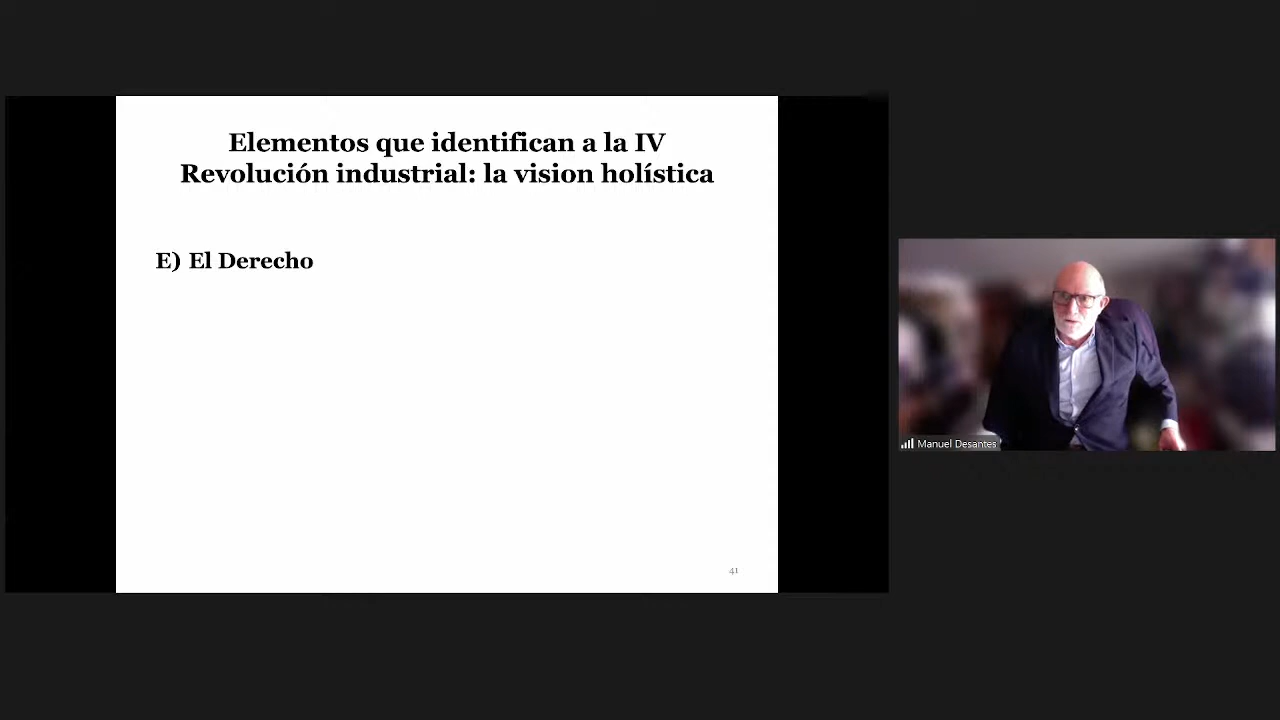 Elementos que identifican a la IV
Revolución industrial: la vision holística
E) El Derecho
41
Manuel Desantes